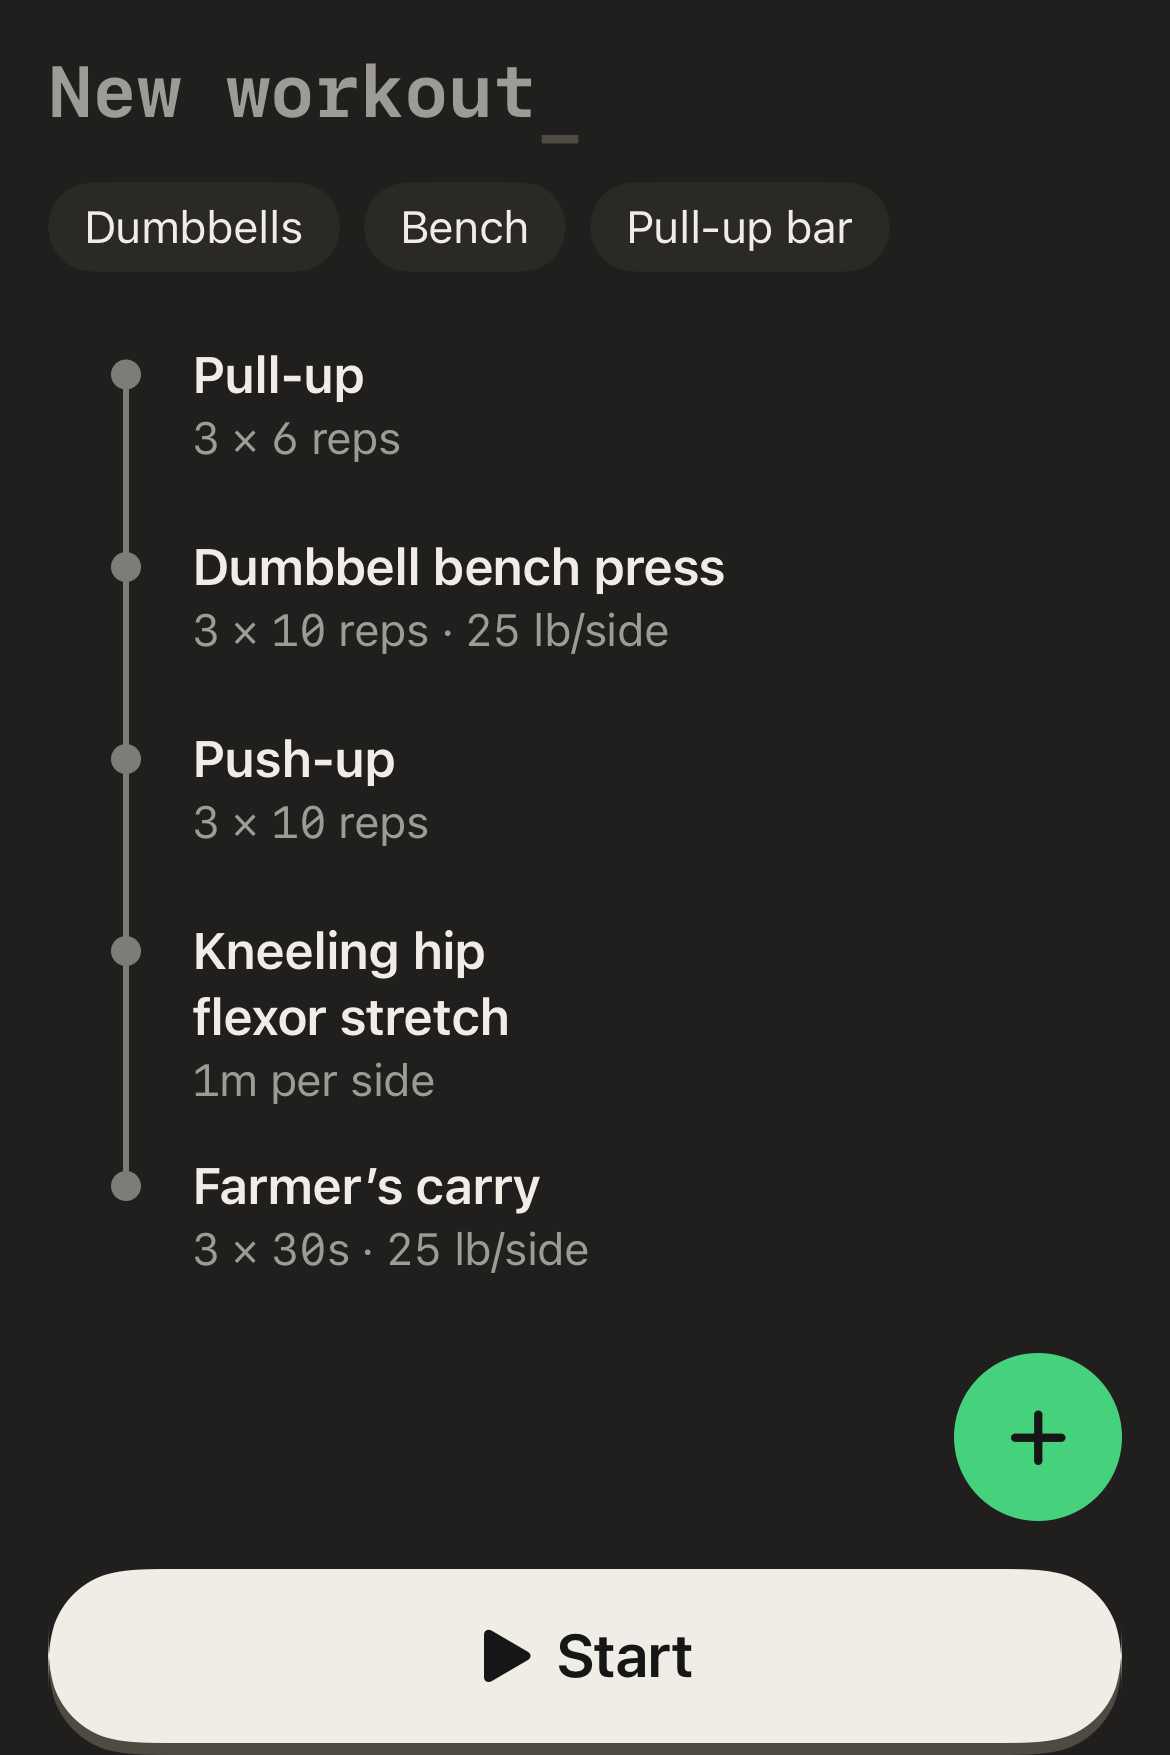 New workout_
Dumbbells
Bench
Pull-up bar
Pull-up
3 × 6 reps
Dumbbell bench press
3 × 10 reps · 25 lb/side
Push-up
3 × 10 reps
Kneeling hip
flexor stretch
1m per side
Farmer’s carry
3 × 30s · 25 lb/side
Start